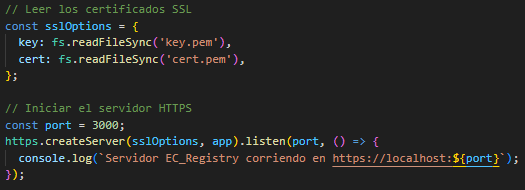 // Leer los certificados SSL
const sslOptions = {
  key: fs.readFileSync('key.pem'),
  cert: fs.readFileSync('cert.pem'),
};

// Iniciar el servidor HTTPS
const port = 3000;
https.createServer(sslOptions, app).listen(port, () => {
  console.log(`Servidor EC_Registry corriendo en https://localhost:${port}`);
});